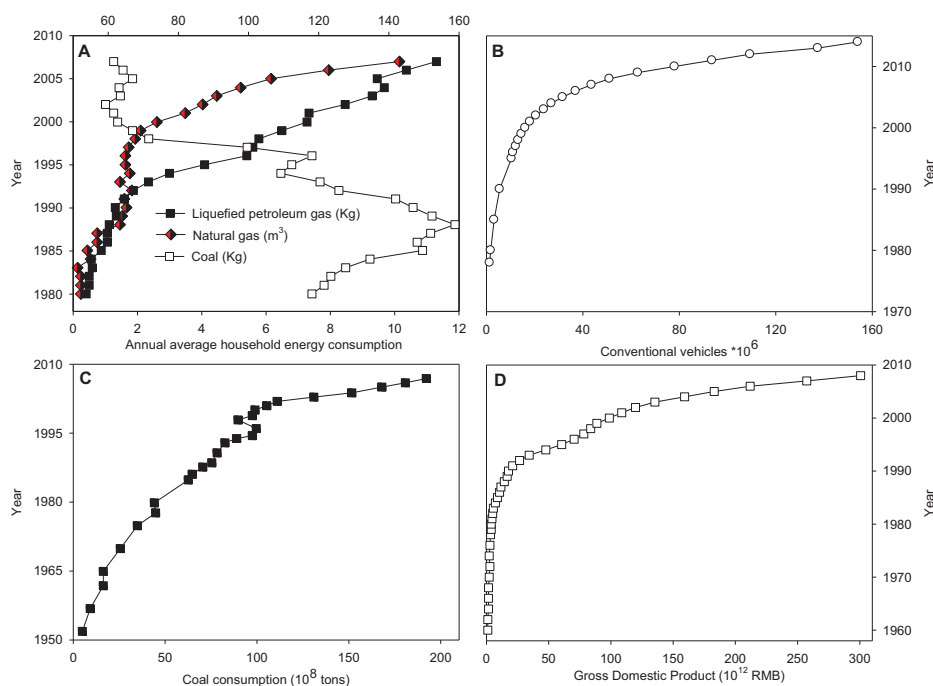 60 80 100 120 140 160
A
2010
2005
2000
1995
1990
1985
1980
Year
Liquefied petroleum gas (Kg)
Natural gas (m³)
Coal (Kg)
0 2 4 6 8 10 12
Annual average household energy consumption
B
2010
2000
1990
1980
1970
Year
0 40 80 120 160
Conventional vehicles *10⁶
C
2010
1995
1980
1965
1950
Year
0 50 100 150 200
Coal consumption (10⁸ tons)
D
2010
2000
1990
1980
1970
1960
Year
0 50 100 150 200 250 300
Gross Domestic Product (10¹² RMB)